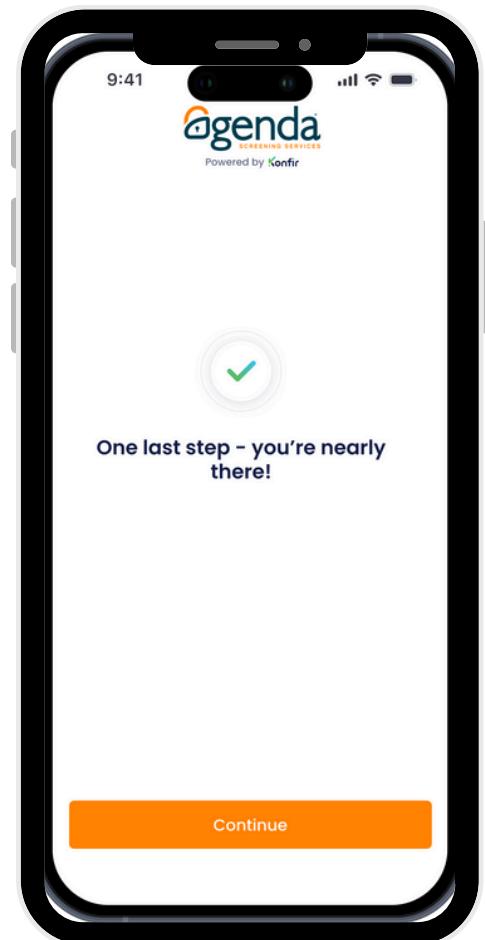 9:41
agenda
SCREENING SERVICES
Powered by Konfir
One last step – you’re nearly
there!
Continue